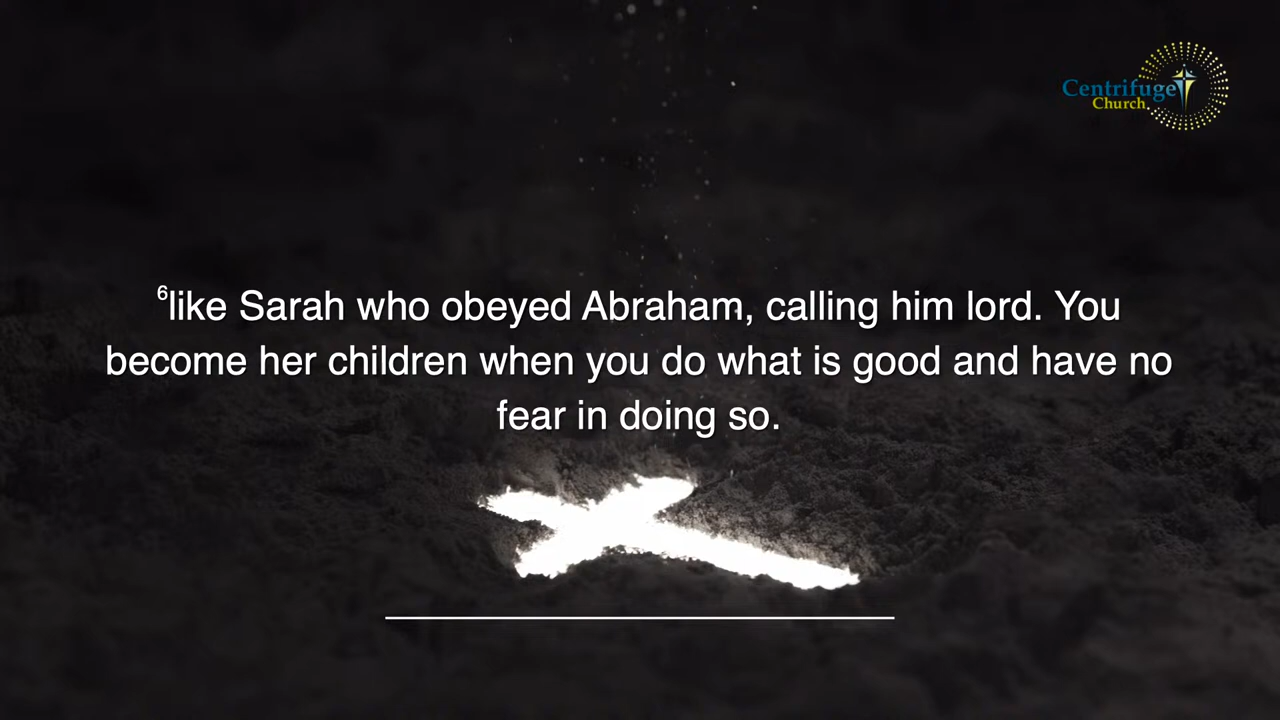 Centrifuge
Church
⁶like Sarah who obeyed Abraham, calling him lord. You
become her children when you do what is good and have no
fear in doing so.